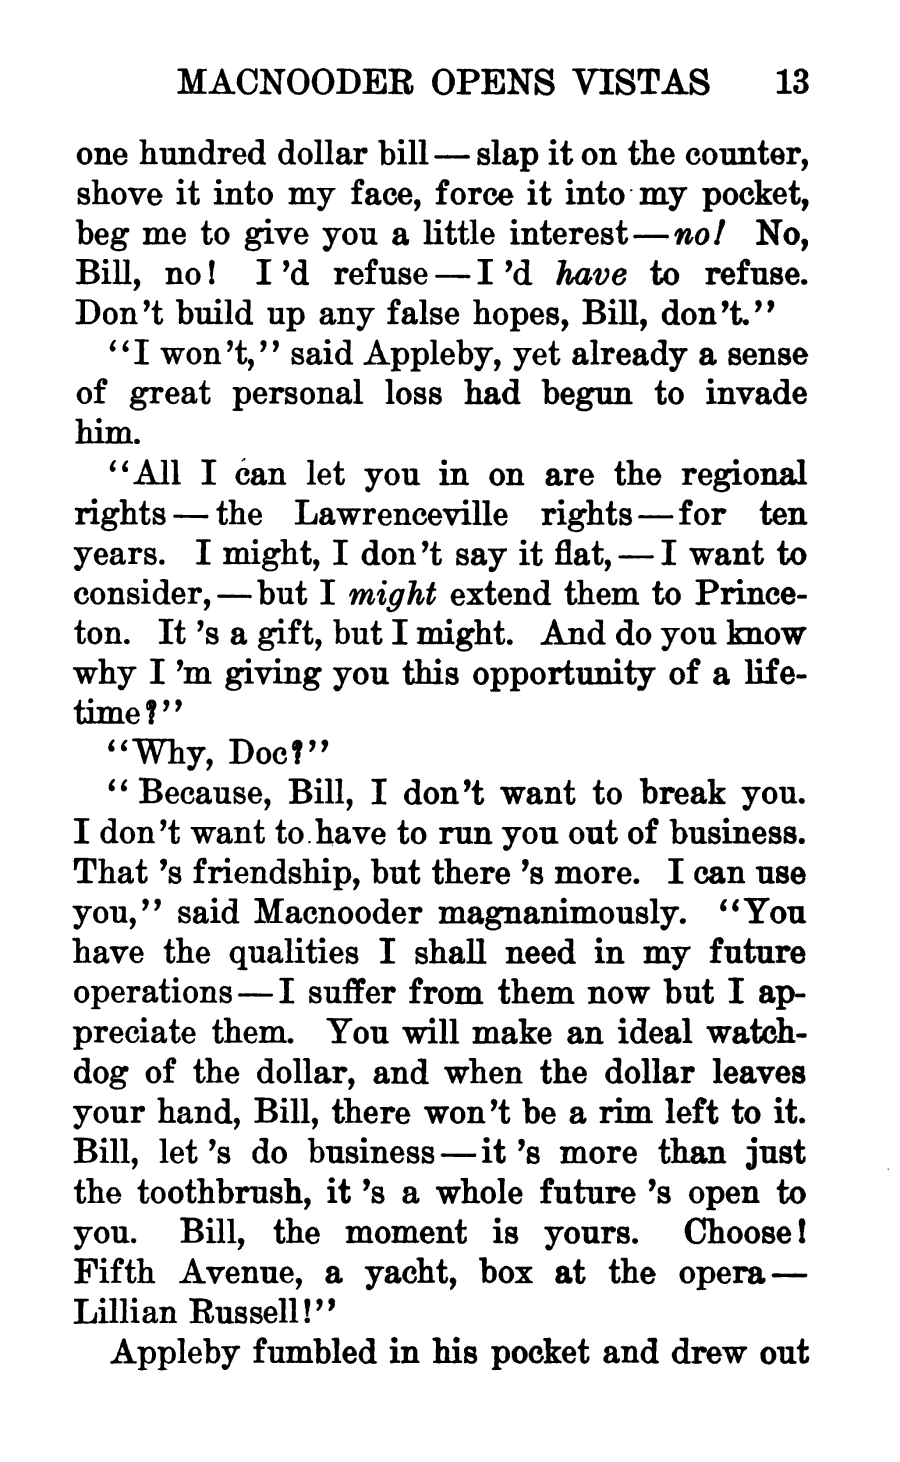 MACNOODER OPENS VISTAS 13
one hundred dollar bill — slap it on the counter,
shove it into my face, force it into my pocket,
beg me to give you a little interest — no! No,
Bill, no! I 'd refuse — I 'd have to refuse.
Don't build up any false hopes, Bill, don't."
"I won't," said Appleby, yet already a sense
of great personal loss had begun to invade
him.
"All I can let you in on are the regional
rights — the Lawrenceville rights — for ten
years. I might, I don't say it flat, — I want to
consider, — but I might extend them to Prince-
ton. It 's a gift, but I might. And do you know
why I 'm giving you this opportunity of a life-
time?"
"Why, Doc?"
"Because, Bill, I don't want to break you.
I don't want to have to run you out of business.
That 's friendship, but there 's more. I can use
you," said Macnooder magnanimously. "You
have the qualities I shall need in my future
operations — I suffer from them now but I ap-
preciate them. You will make an ideal watch-
dog of the dollar, and when the dollar leaves
your hand, Bill, there won't be a rim left to it.
Bill, let 's do business — it 's more than just
the toothbrush, it 's a whole future 's open to
you. Bill, the moment is yours. Choose!
Fifth Avenue, a yacht, box at the opera —
Lillian Russell!"
Appleby fumbled in his pocket and drew out